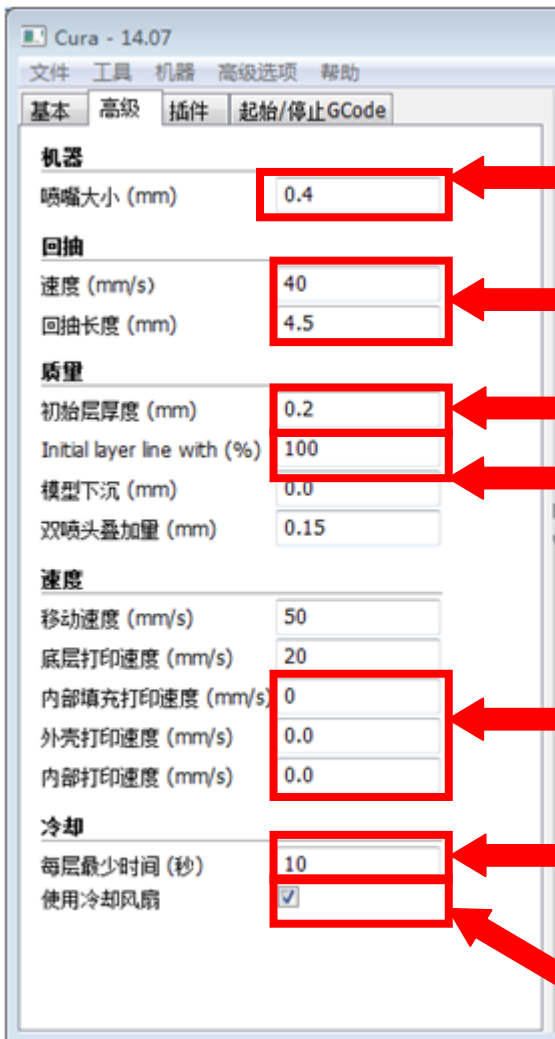 Cura - 14.07
文件 工具 机器 高级选项 帮助
基本 高级 插件 起始/停止GCode
机器
喷嘴大小 (mm) 0.4
回抽
速度 (mm/s) 40
回抽长度 (mm) 4.5
质量
初始层厚度 (mm) 0.2
Initial layer line with (%) 100
模型下沉 (mm) 0.0
双喷头叠加量 (mm) 0.15
速度
移动速度 (mm/s) 50
底层打印速度 (mm/s) 20
内部填充打印速度 (mm/s) 0
外壳打印速度 (mm/s) 0.0
内部打印速度 (mm/s) 0.0
冷却
每层最少时间 (秒) 10
使用冷却风扇